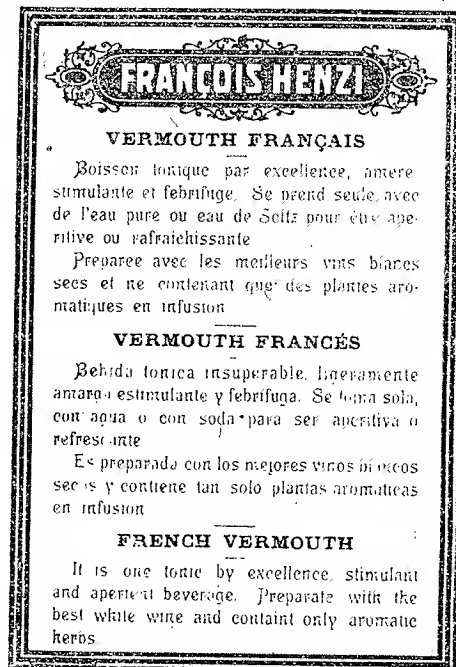 FRANÇOIS HENZI
VERMOUTH FRANÇAIS
Boisson tonique par excellence, amere
stimulante et febrifuge, Se prend seule, avec
de l'eau pure ou eau de Seltz pour être ape-
ritive ou rafraichissante
Preparee avec les meilleurs vins blancs
secs et ne contenant que des plantes aro-
matiques en infusion
VERMOUTH FRANCÉS
Bebida tonica insuperable, ligeramente
amarga estimulante y febrífuga. Se toma sola,
con agua o con soda para ser aperitiva o
refrescante
Es preparada con los mejores vinos blancos
secos y contiene tan solo plantas aromaticas
en infusion
FRENCH VERMOUTH
It is one tonic by excellence, stimulant
and aperient beverage. Preparate with the
best white wine and containt only aromatic
herbs